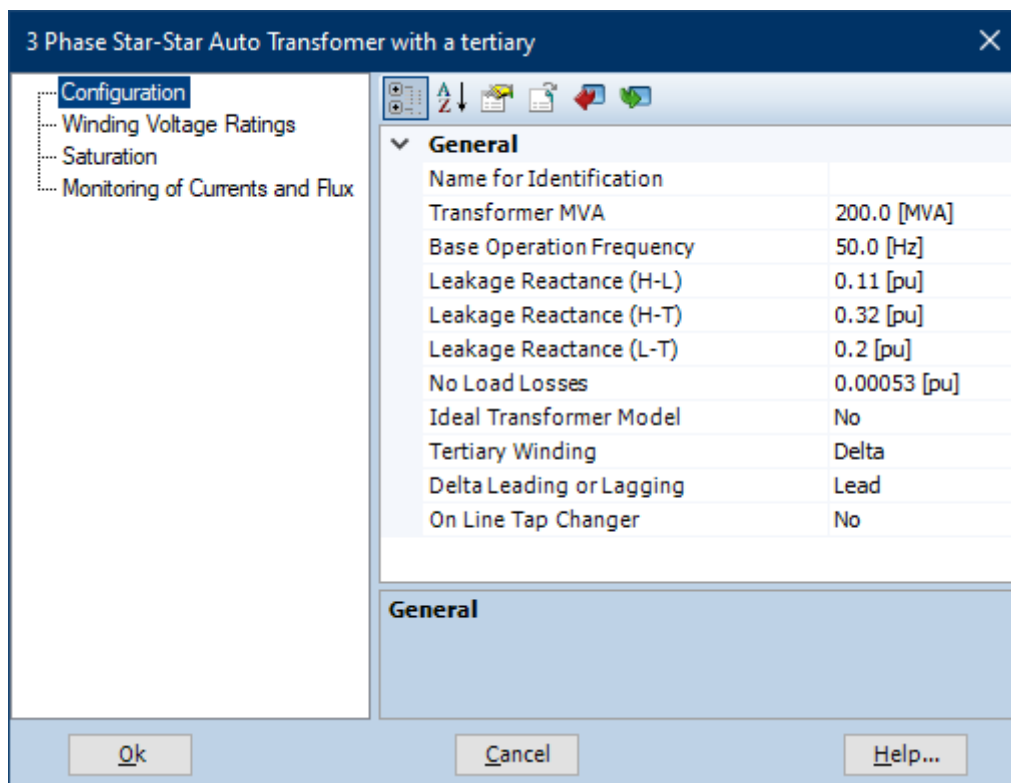 3 Phase Star-Star Auto Transfomer with a tertiary
Configuration
Winding Voltage Ratings
Saturation
Monitoring of Currents and Flux
General
Name for Identification
Transformer MVA 200.0 [MVA]
Base Operation Frequency 50.0 [Hz]
Leakage Reactance (H-L) 0.11 [pu]
Leakage Reactance (H-T) 0.32 [pu]
Leakage Reactance (L-T) 0.2 [pu]
No Load Losses 0.00053 [pu]
Ideal Transformer Model No
Tertiary Winding Delta
Delta Leading or Lagging Lead
On Line Tap Changer No
General
Ok Cancel Help...